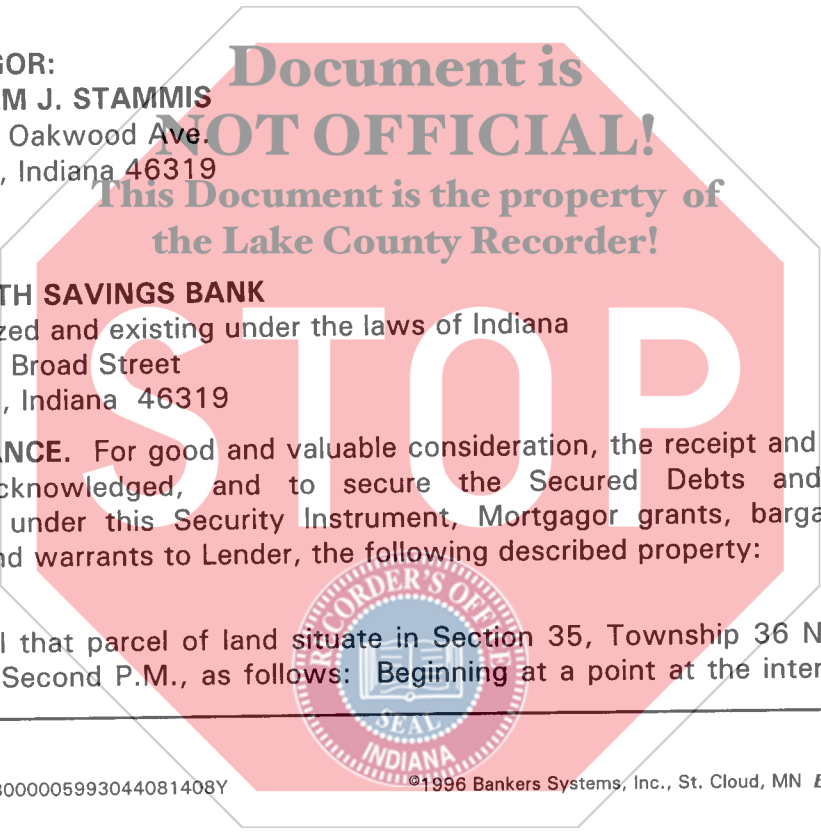 Document is
GOR:
M J. STAMMIS
NOT OFFICIAL!
Oakwood Ave.
, Indiana 46319
This Document is the property of
the Lake County Recorder!
TH SAVINGS BANK
zed and existing under the laws of Indiana
Broad Street
, Indiana 46319
STOP
ANCE. For good and valuable consideration, the receipt and
cknowledged, and to secure the Secured Debts and
under this Security Instrument, Mortgagor grants, barga
nd warrants to Lender, the following described property:
RECORDER'S OFFICE
l that parcel of land situate in Section 35, Township 36 N
Second P.M., as follows: Beginning at a point at the inter
SEAL
INDIANA
3000005993044081408Y
©1996 Bankers Systems, Inc., St. Cloud, MN E